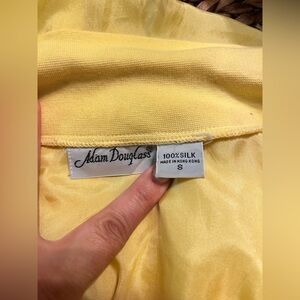 Adam Douglass
100% SILK
MADE IN HONG KONG
S